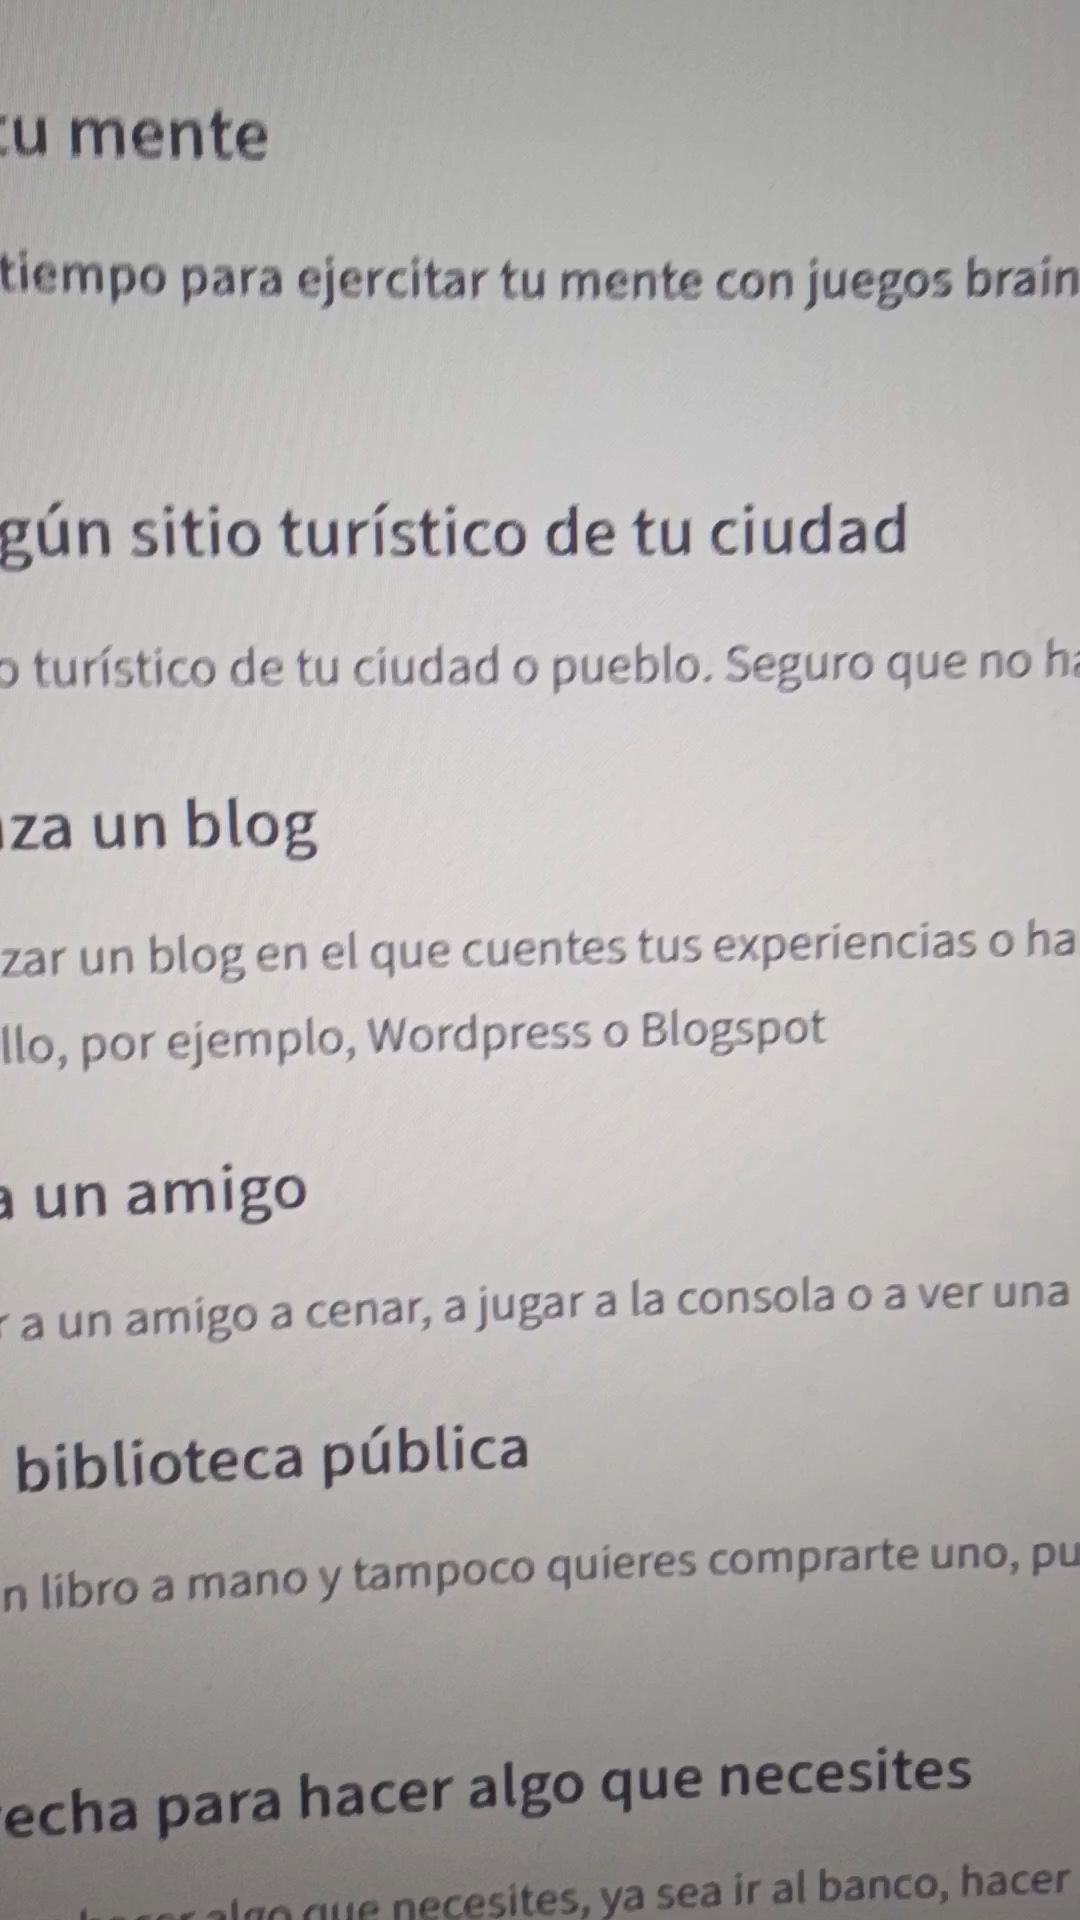 tu mente
tiempo para ejercitar tu mente con juegos brain
gún sitio turístico de tu ciudad
o turístico de tu ciudad o pueblo. Seguro que no ha
za un blog
zar un blog en el que cuentes tus experiencias o ha
llo, por ejemplo, Wordpress o Blogspot
a un amigo
r a un amigo a cenar, a jugar a la consola o a ver una
biblioteca pública
n libro a mano y tampoco quieres comprarte uno, pu
echa para hacer algo que necesites
hacer algo que necesites, ya sea ir al banco, hacer